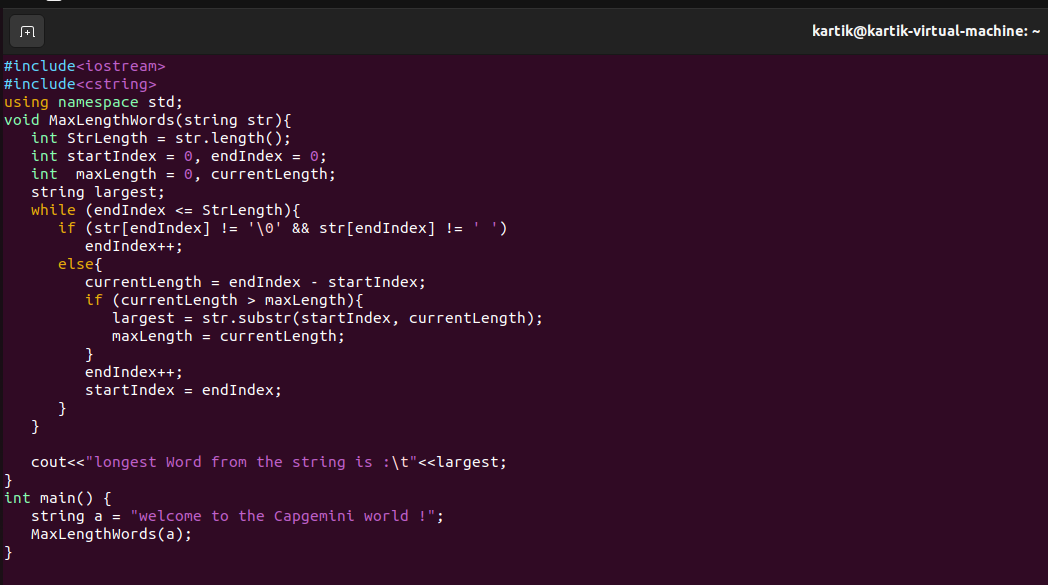 kartik@kartik-virtual-machine: ~
#include<iostream>
#include<cstring>
using namespace std;
void MaxLengthWords(string str){
   int StrLength = str.length();
   int startIndex = 0, endIndex = 0;
   int  maxLength = 0, currentLength;
   string largest;
   while (endIndex <= StrLength){
      if (str[endIndex] != '\0' && str[endIndex] != ' ')
         endIndex++;
      else{
         currentLength = endIndex - startIndex;
         if (currentLength > maxLength){
            largest = str.substr(startIndex, currentLength);
            maxLength = currentLength;
         }
         endIndex++;
         startIndex = endIndex;
      }
   }

   cout<<"longest Word from the string is :\t"<<largest;
}
int main() {
   string a = "welcome to the Capgemini world !";
   MaxLengthWords(a);
}